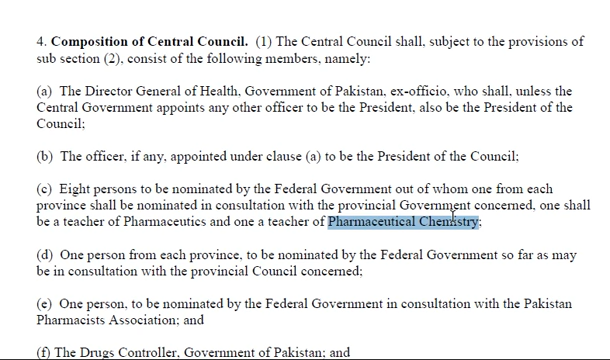 4. Composition of Central Council. (1) The Central Council shall, subject to the provisions of
sub section (2), consist of the following members, namely:
(a) The Director General of Health, Government of Pakistan, ex-officio, who shall, unless the
Central Government appoints any other officer to be the President, also be the President of the
Council;
(b) The officer, if any, appointed under clause (a) to be the President of the Council;
(c) Eight persons to be nominated by the Federal Government out of whom one from each
province shall be nominated in consultation with the provincial Government concerned, one shall
be a teacher of Pharmaceutics and one a teacher of Pharmaceutical Chemistry;
(d) One person from each province, to be nominated by the Federal Government so far as may
be in consultation with the provincial Council concerned;
(e) One person, to be nominated by the Federal Government in consultation with the Pakistan
Pharmacists Association; and
(f) The Drugs Controller, Government of Pakistan; and